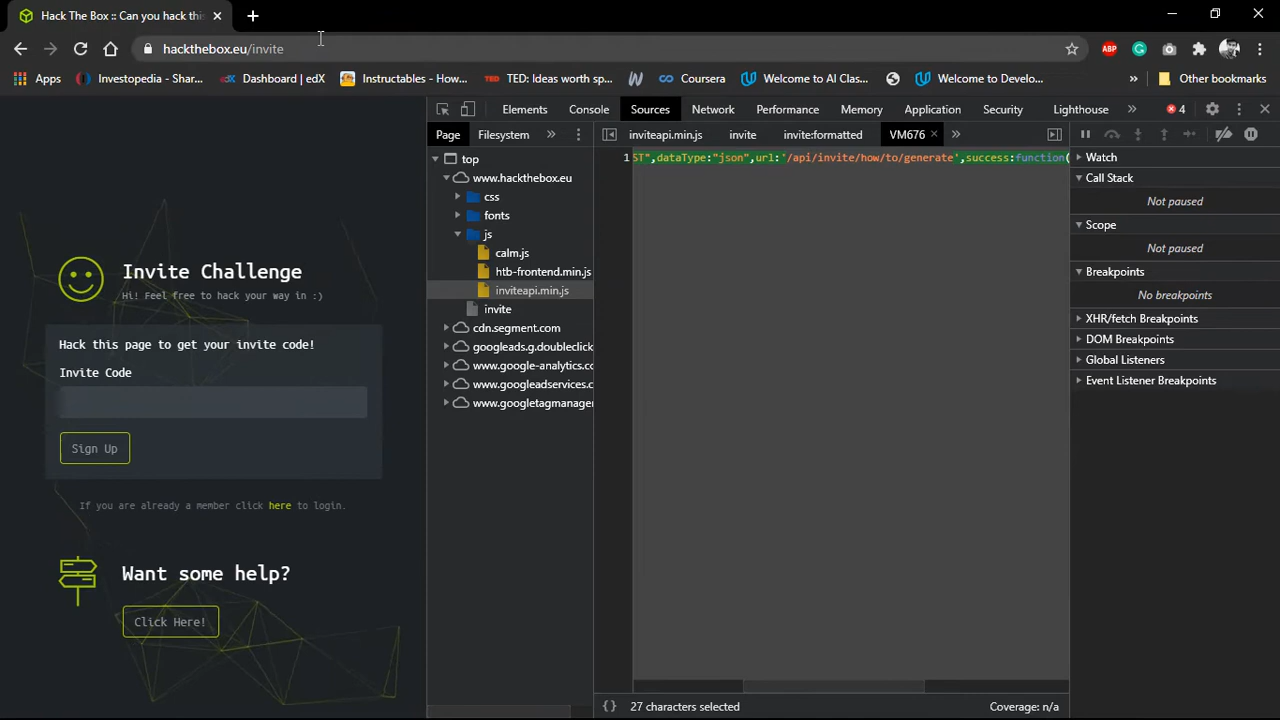 Hack The Box :: Can you hack this
hackthebox.eu/invite
ABP
Apps
Investopedia - Shar...
Dashboard | edX
Instructables - How...
TED
TED: Ideas worth sp...
Coursera
Welcome to AI Clas...
Welcome to Develo...
»
Other bookmarks
Elements
Console
Sources
Network
Performance
Memory
Application
Security
Lighthouse
»
4
Page
Filesystem
»
inviteapi.min.js
invite
invite:formatted
VM676
»
top
www.hackthebox.eu
css
fonts
js
calm.js
htb-frontend.min.js
inviteapi.min.js
invite
cdn.segment.com
googleads.g.doubleclick
www.google-analytics.co
www.googleadservices.c
www.googletagmanager
1
ST",dataType:"json",url:'/api/invite/how/to/generate',success:function(
Watch
Call Stack
Not paused
Scope
Not paused
Breakpoints
No breakpoints
XHR/fetch Breakpoints
DOM Breakpoints
Global Listeners
Event Listener Breakpoints
Invite Challenge
Hi! Feel free to hack your way in :)
Hack this page to get your invite code!
Invite Code
Sign Up
If you are already a member click here to login.
Want some help?
Click Here!
{} 27 characters selected
Coverage: n/a